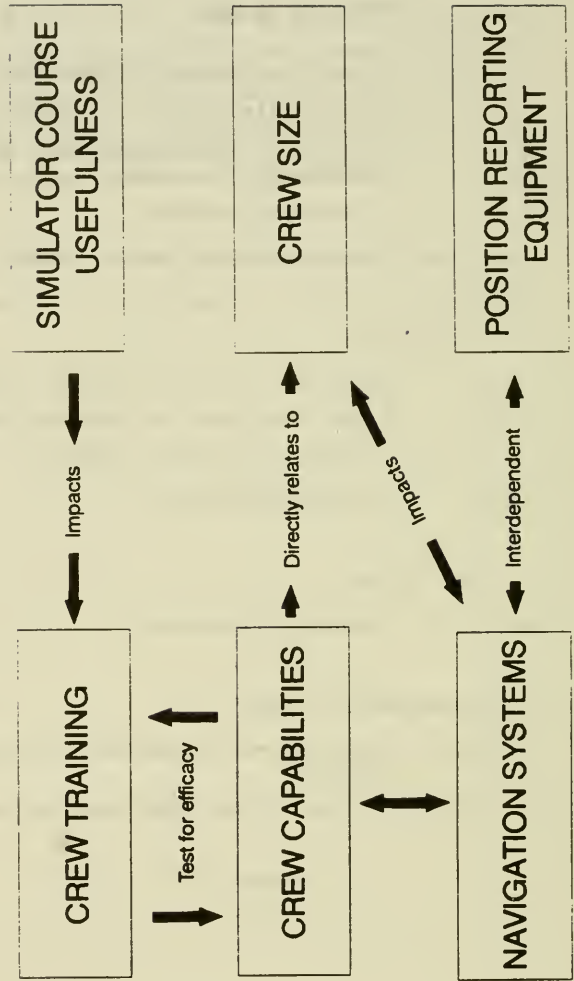 CREW TRAINING
Impacts
SIMULATOR COURSE
USEFULNESS
Test for efficacy
CREW CAPABILITIES
Directly relates to
CREW SIZE
Impacts
NAVIGATION SYSTEMS
Interdependent
POSITION REPORTING
EQUIPMENT